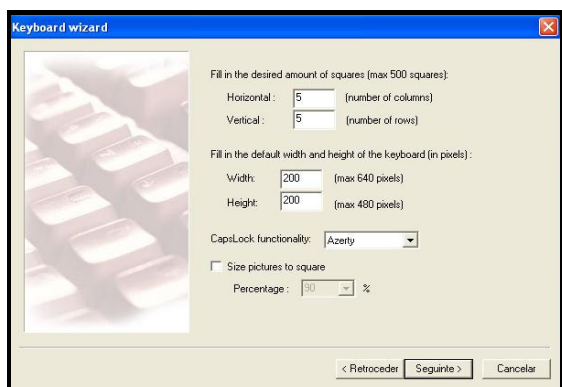 Keyboard wizard
Fill in the desired amount of squares (max 500 squares):
Horizontal : 5 (number of columns)
Vertical : 5 (number of rows)
Fill in the default width and height of the keyboard (in pixels) :
Width: 200 (max 640 pixels)
Height: 200 (max 480 pixels)
CapsLock functionality: Azerty
Size pictures to square
Percentage : 90 %
< Retroceder Seguinte > Cancelar